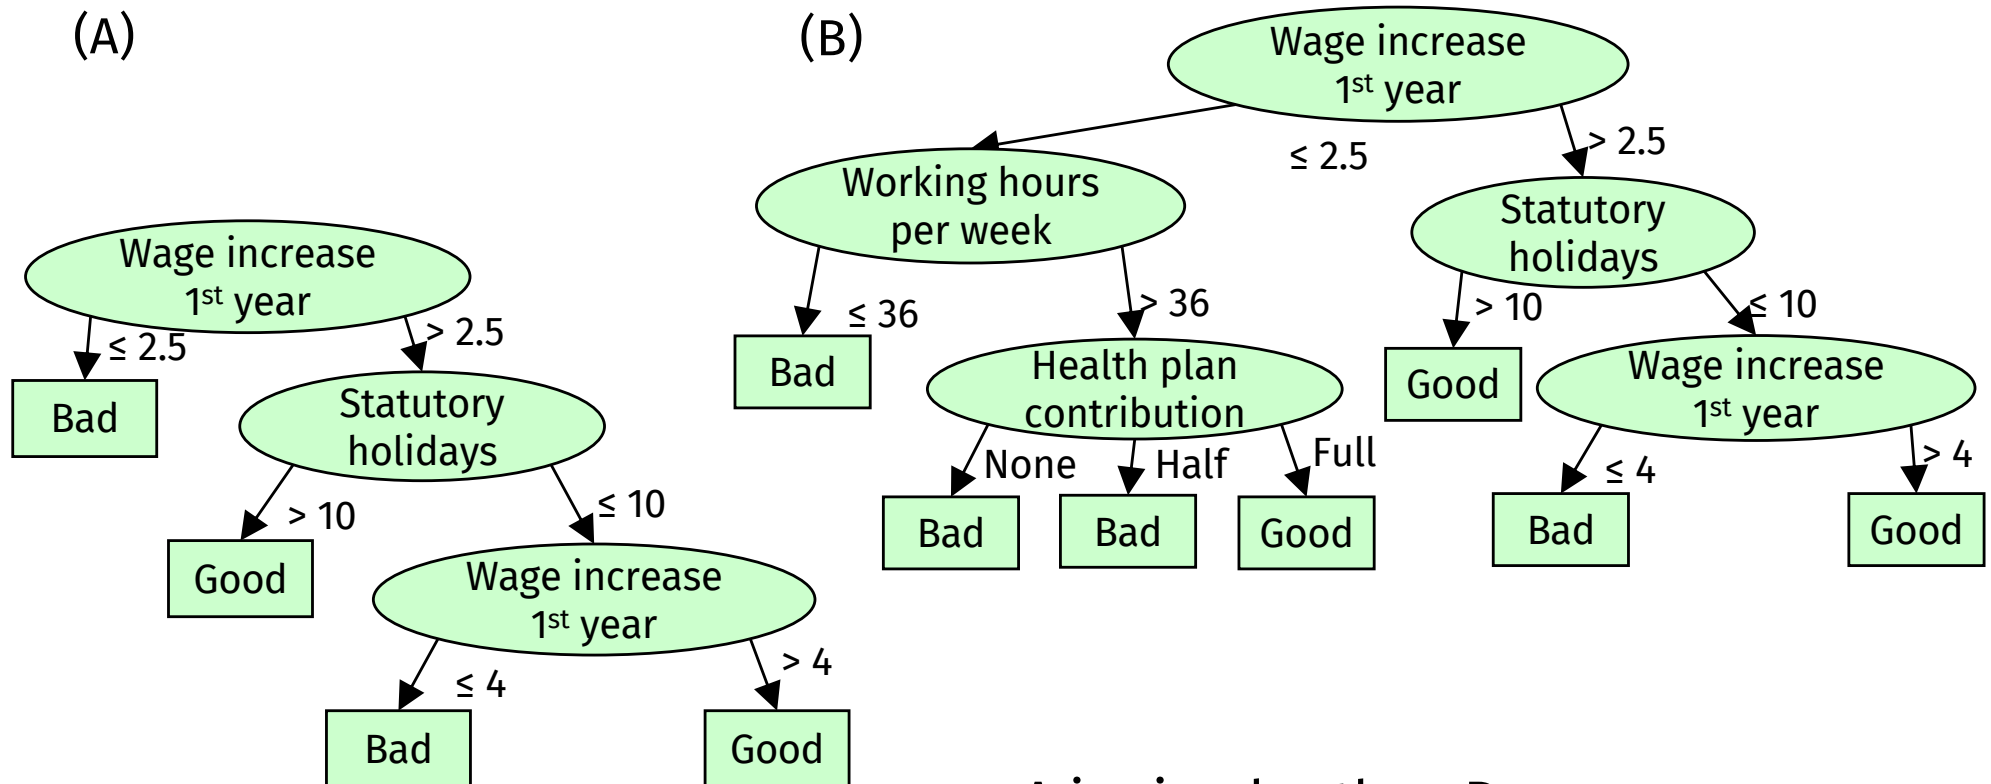 (A)
Wage increase
1st year
≤ 2.5
> 2.5
Bad
Statutory
holidays
> 10
≤ 10
Good
Wage increase
1st year
≤ 4
> 4
Bad
Good
(B)
Wage increase
1st year
≤ 2.5
> 2.5
Working hours
per week
Statutory
holidays
≤ 36
> 36
> 10
≤ 10
Bad
Health plan
contribution
Good
Wage increase
1st year
None
Half
Full
≤ 4
> 4
Bad
Bad
Good
Bad
Good